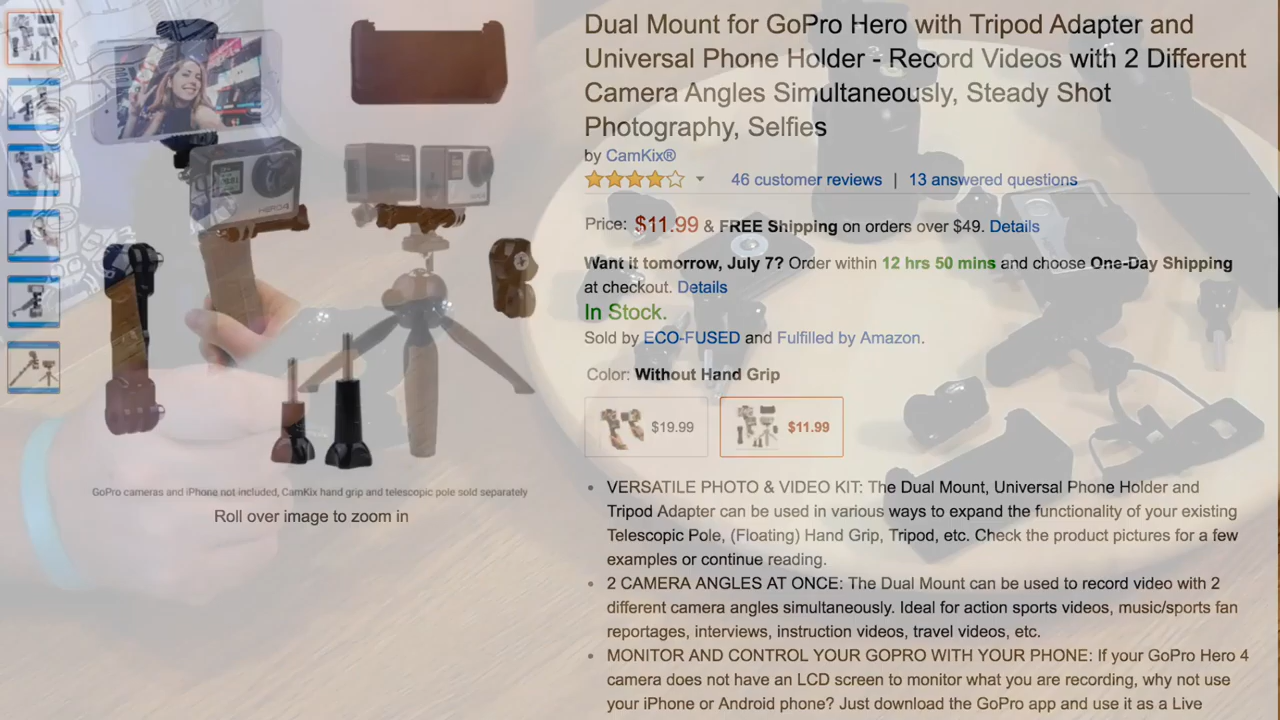 Dual Mount for GoPro Hero with Tripod Adapter and
Universal Phone Holder - Record Videos with 2 Different
Camera Angles Simultaneously, Steady Shot
Photography, Selfies
by CamKix®
46 customer reviews | 13 answered questions
Price: $11.99 & FREE Shipping on orders over $49. Details
Want it tomorrow, July 7? Order within 12 hrs 50 mins and choose One-Day Shipping
at checkout. Details
In Stock.
Sold by ECO-FUSED and Fulfilled by Amazon.
Color: Without Hand Grip
$19.99 $11.99
HERO4
GoPro cameras and iPhone not included, CamKix hand grip and telescopic pole sold separately
Roll over image to zoom in
• VERSATILE PHOTO & VIDEO KIT: The Dual Mount, Universal Phone Holder and
Tripod Adapter can be used in various ways to expand the functionality of your existing
Telescopic Pole, (Floating) Hand Grip, Tripod, etc. Check the product pictures for a few
examples or continue reading.
• 2 CAMERA ANGLES AT ONCE: The Dual Mount can be used to record video with 2
different camera angles simultaneously. Ideal for action sports videos, music/sports fan
reportages, interviews, instruction videos, travel videos, etc.
• MONITOR AND CONTROL YOUR GOPRO WITH YOUR PHONE: If your GoPro Hero 4
camera does not have an LCD screen to monitor what you are recording, why not use
your iPhone or Android phone? Just download the GoPro app and use it as a Live